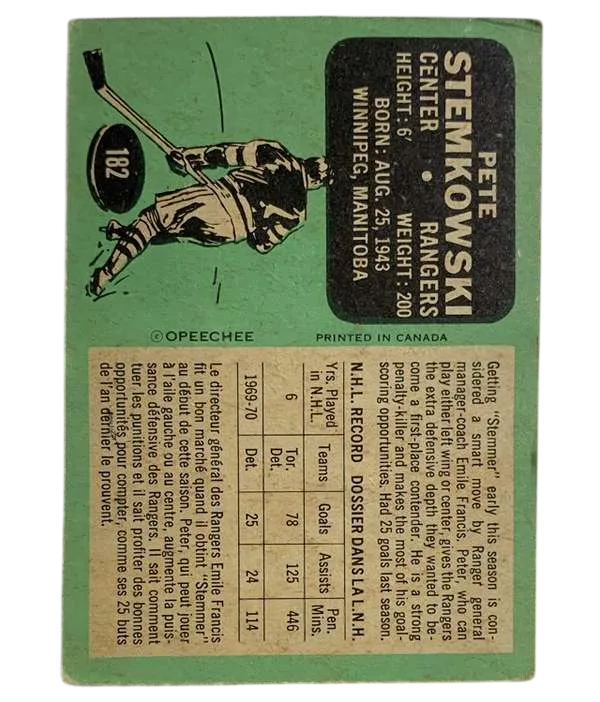 PETE
STEMKOWSKI
CENTER • RANGERS
HEIGHT: 6' WEIGHT: 200
BORN: AUG. 25, 1943
WINNIPEG, MANITOBA
182
© OPEECHEE PRINTED IN CANADA
Getting "Stemmer" early this season is con-
sidered a smart move by Ranger general
manager-coach Emile Francis. Peter, who can
play either left wing or center, gives the Rangers
the extra defensive depth they wanted to be-
come a first-place contender. He is a strong
penalty-killer and makes the most of his goal-
scoring opportunities. Had 25 goals last season.
N.H.L. RECORD DOSSIER DANS LA L.N.H.
Yrs. Played in N.H.L. Teams Goals Assists Pen. Mins.
6 Tor. Det. 78 125 446
1969-70 Det. 25 24 114
Le directeur général des Rangers Emile Francis
fit un bon marché quand il obtint "Stemmer"
au début de cette saison. Peter, qui peut jouer
à l'aile gauche ou au centre, augmente la puis-
sance défensive des Rangers. Il sait comment
tuer les punitions et il sait profiter des bonnes
opportunités pour compter, comme ses 25 buts
de l'an dernier le prouvent.